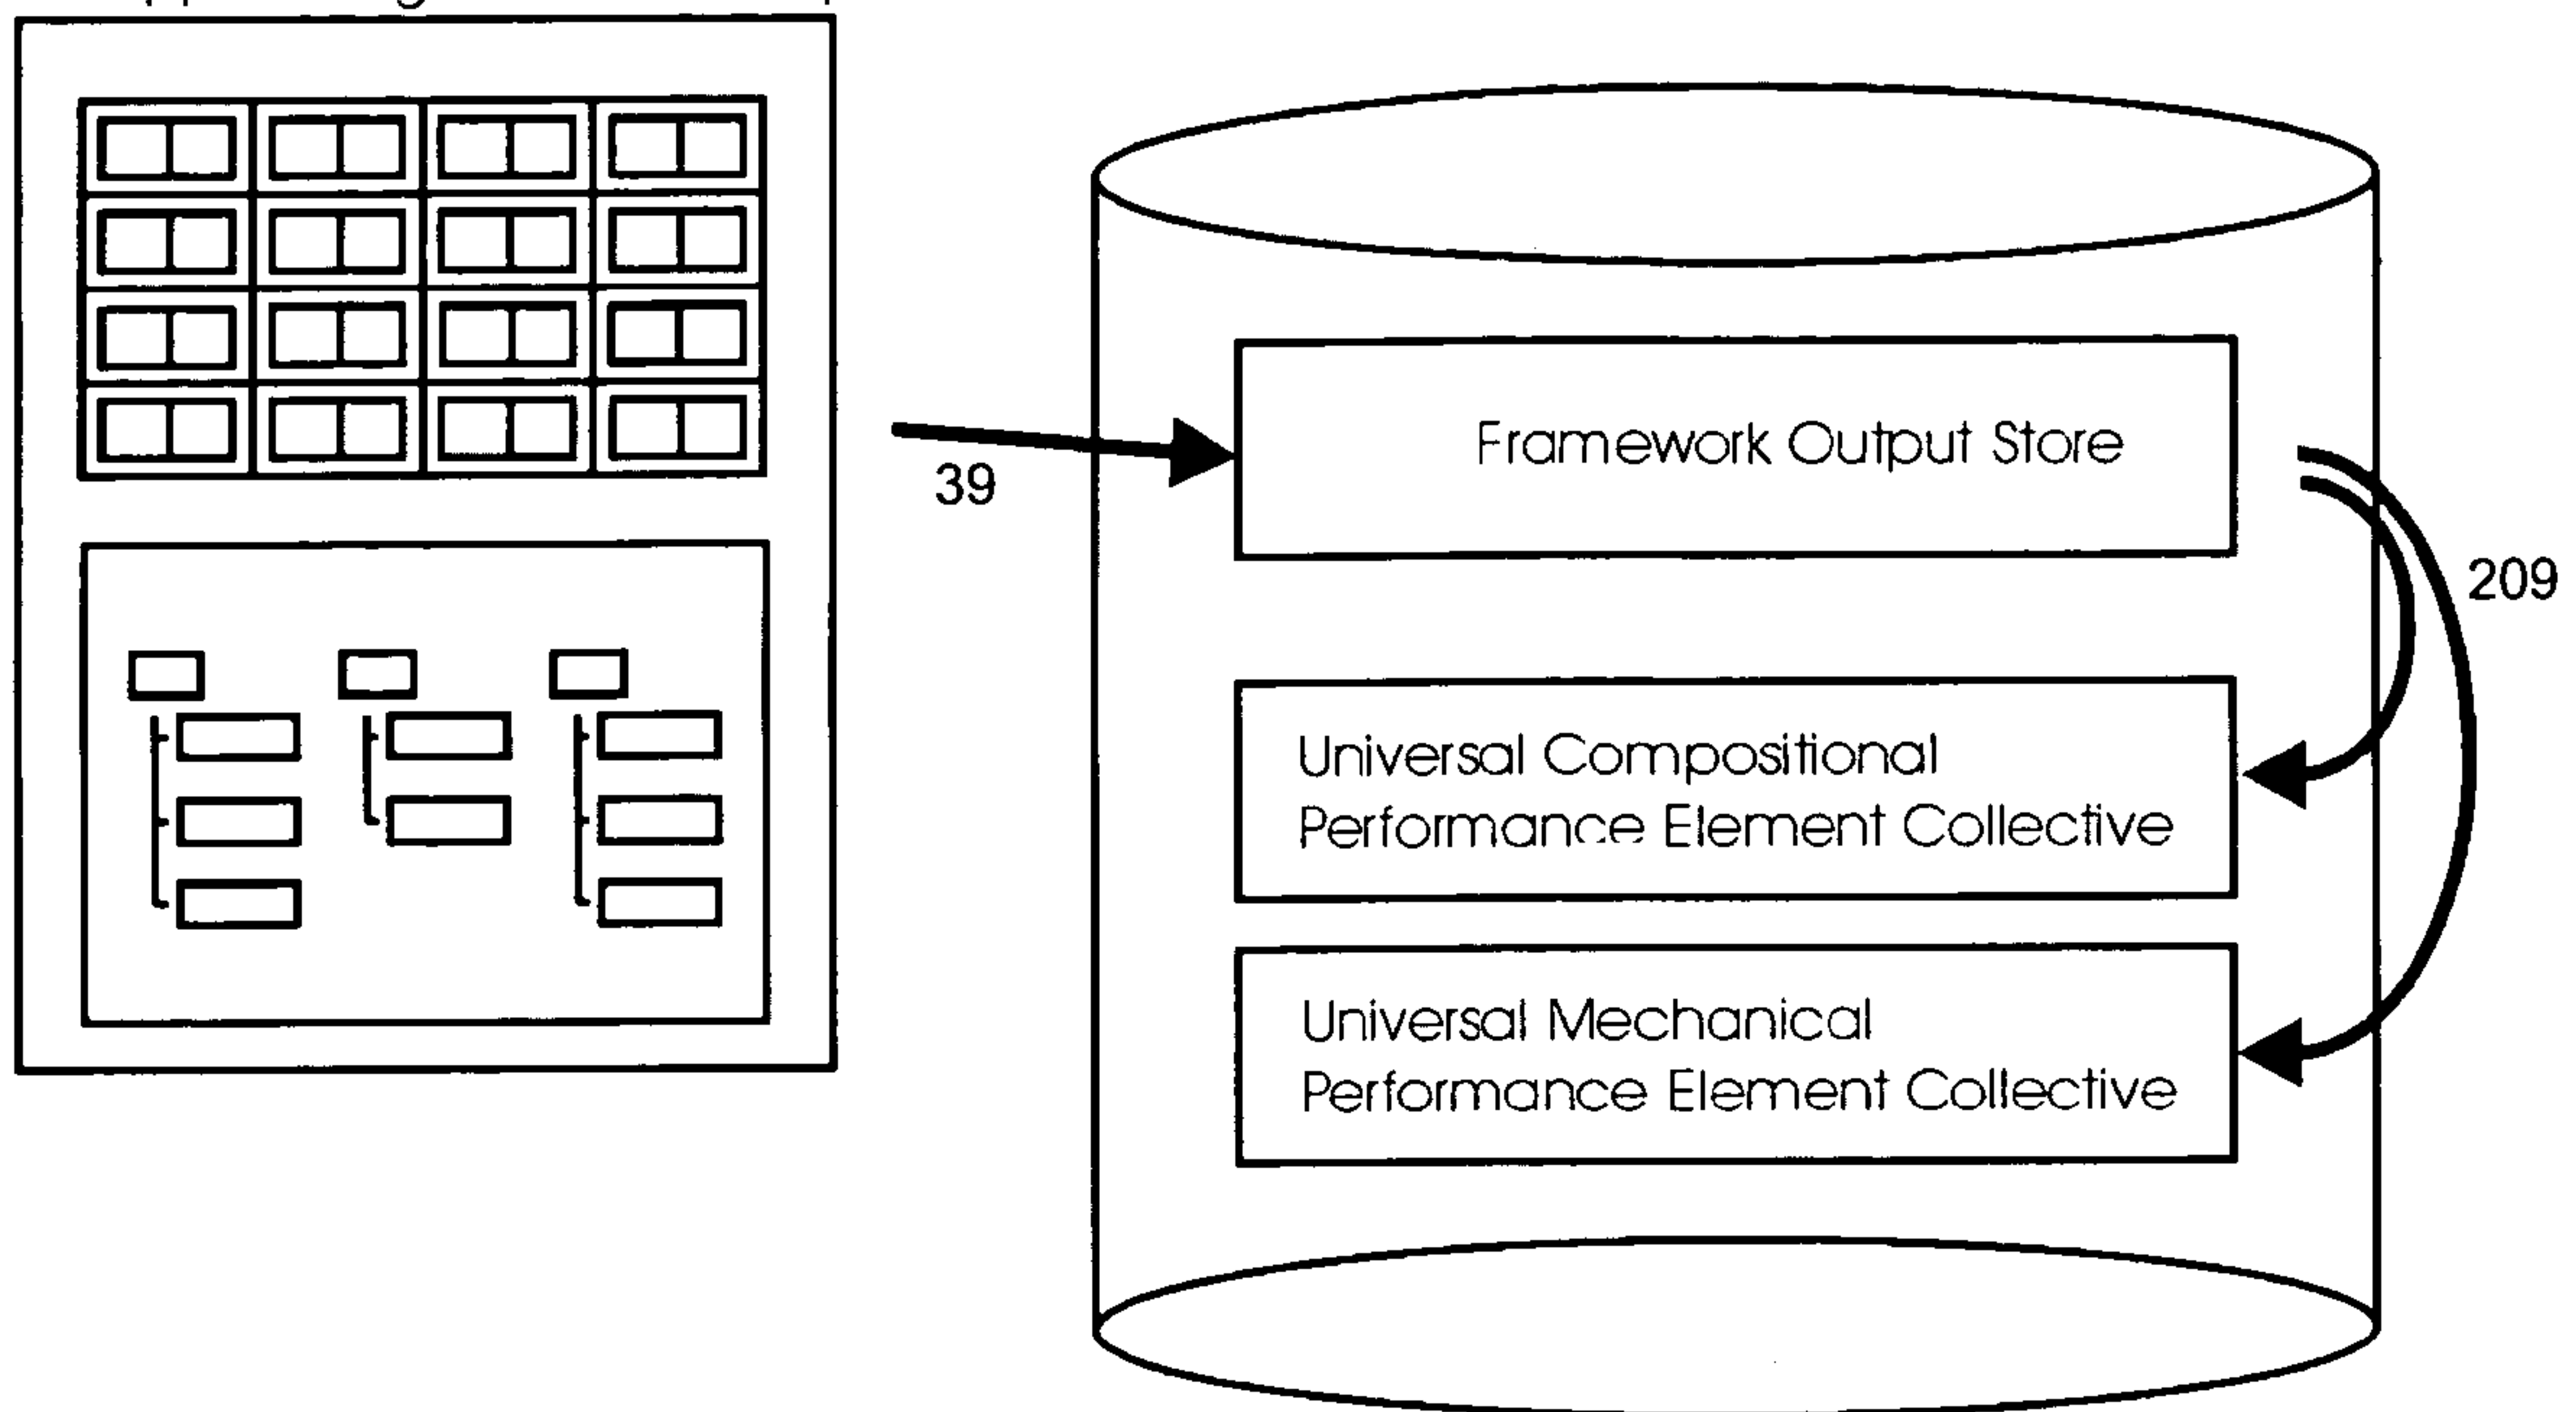 Framework Output Store
39
209
Universal Compositional
Performance Element Collective
Universal Mechanical
Performance Element Collective